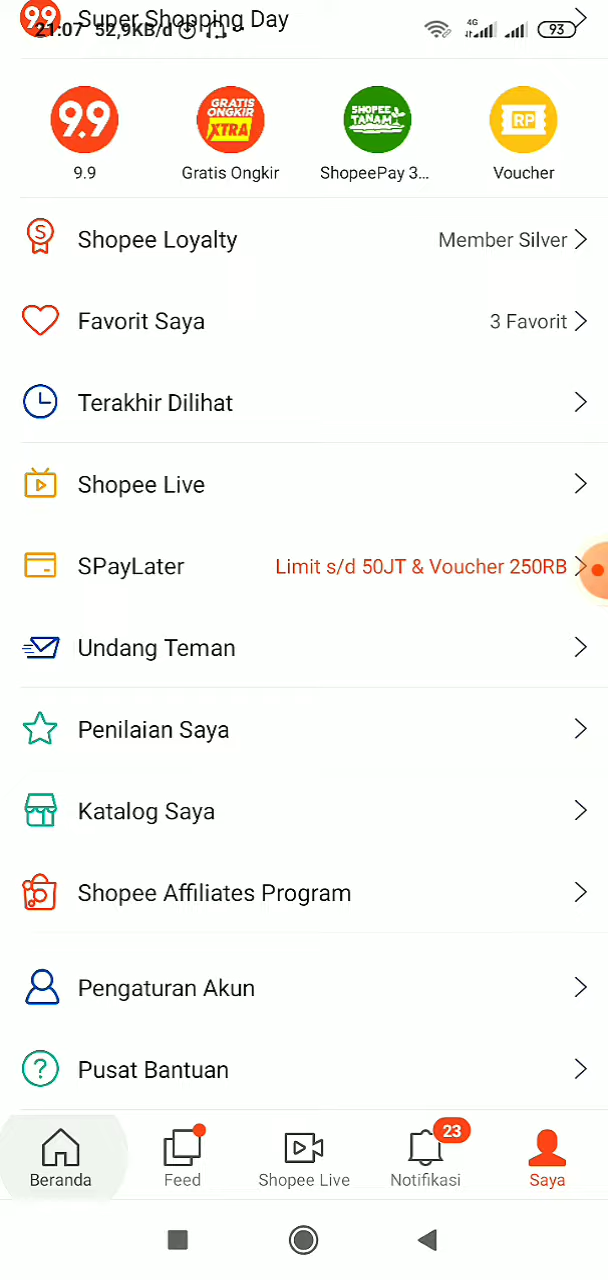 Super Shopping Day
21:07 52,9KB/d
4G
93
9.9
GRATIS
ONGKIR
XTRA
SHOPEE
TANAM
RP
9.9
Gratis Ongkir
ShopeePay 3...
Voucher
Shopee Loyalty
Member Silver
Favorit Saya
3 Favorit
Terakhir Dilihat
Shopee Live
SPayLater
Limit s/d 50JT & Voucher 250RB
Undang Teman
Penilaian Saya
Katalog Saya
Shopee Affiliates Program
Pengaturan Akun
Pusat Bantuan
23
Beranda
Feed
Shopee Live
Notifikasi
Saya